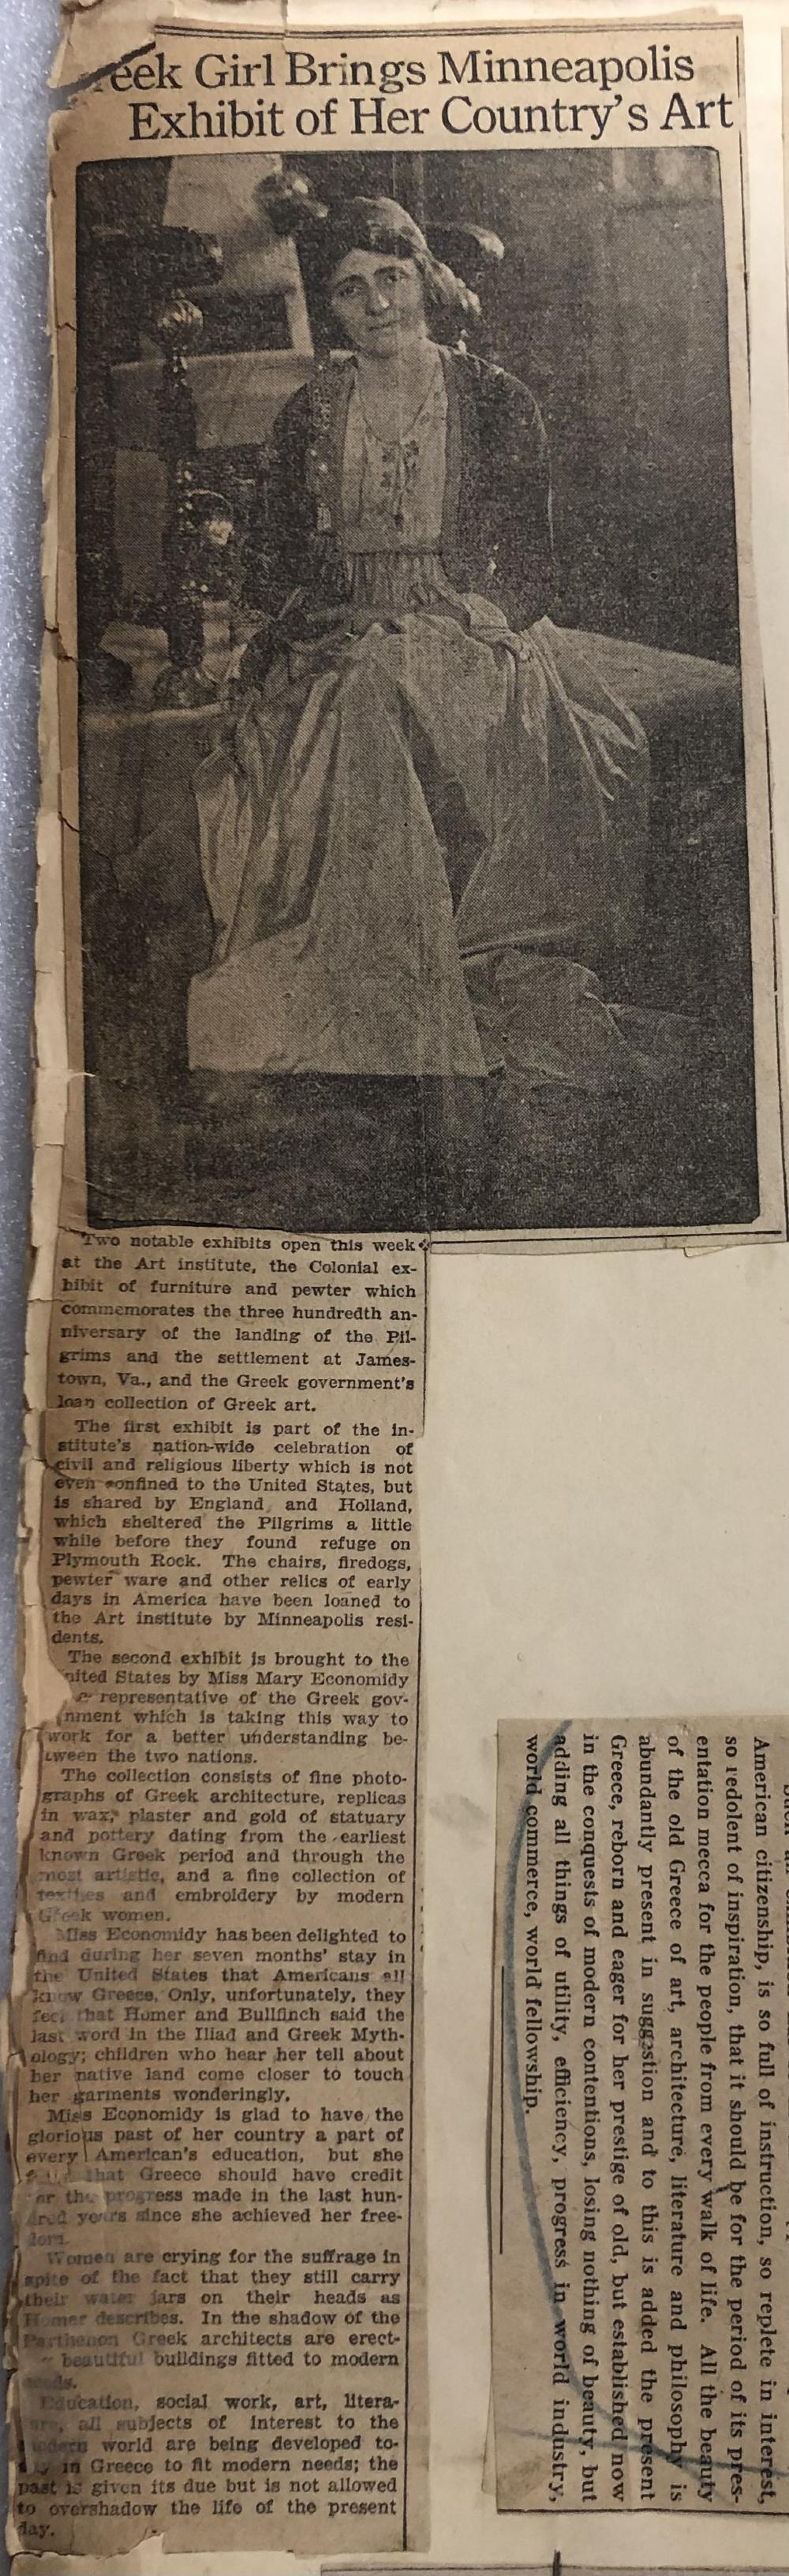 eek Girl Brings Minneapolis
Exhibit of Her Country's Art
Two notable exhibits open this week
at the Art institute, the Colonial ex-
hibit of furniture and pewter which
commemorates the three hundredth an-
niversary of the landing of the Pil-
grims and the settlement at James-
town, Va., and the Greek government's
loan collection of Greek art.
The first exhibit is part of the in-
stitute's nation-wide celebration of
civil and religious liberty which is not
even confined to the United States, but
is shared by England and Holland,
which sheltered the Pilgrims a little
while before they found refuge on
Plymouth Rock. The chairs, firedogs,
pewter ware and other relics of early
days in America have been loaned to
the Art institute by Minneapolis resi-
dents.
The second exhibit is brought to the
nited States by Miss Mary Economidy
representative of the Greek gov-
nment which is taking this way to
work for a better understanding be-
tween the two nations.
The collection consists of fine photo-
graphs of Greek architecture, replicas
in wax, plaster and gold of statuary
and pottery dating from the earliest
known Greek period and through the
most artistic, and a fine collection of
textiles and embroidery by modern
Greek women.
Miss Economidy has been delighted to
find during her seven months' stay in
the United States that Americans all
know Greece. Only, unfortunately, they
feel that Homer and Bullfinch said the
last word in the Iliad and Greek Myth-
ology; children who hear her tell about
her native land come closer to touch
her garments wonderingly.
Miss Economidy is glad to have the
glorious past of her country a part of
every American's education, but she
that Greece should have credit
or the progress made in the last hun-
dred years since she achieved her free-
dom.
Women are crying for the suffrage in
spite of the fact that they still carry
their water jars on their heads as
Homer describes. In the shadow of the
Parthenon Greek architects are erect-
beautiful buildings fitted to modern
Education, social work, art, litera-
all subjects of interest to the
modern world are being developed to-
in Greece to fit modern needs; the
past is given its due but is not allowed
to overshadow the life of the present
day.
American citizenship, is so full of instruction, so replete in interest,
so redolent of inspiration, that it should be for the period of its pres-
entation mecca for the people from every walk of life. All the beauty
of the old Greece of art, architecture, literature and philosophy is
abundantly present in suggestion and to this is added the present
Greece, reborn and eager for her prestige of old, but established now
in the conquests of modern contentions, losing nothing of beauty, but
adding all things of utility, efficiency, progress in world industry,
world commerce, world fellowship.